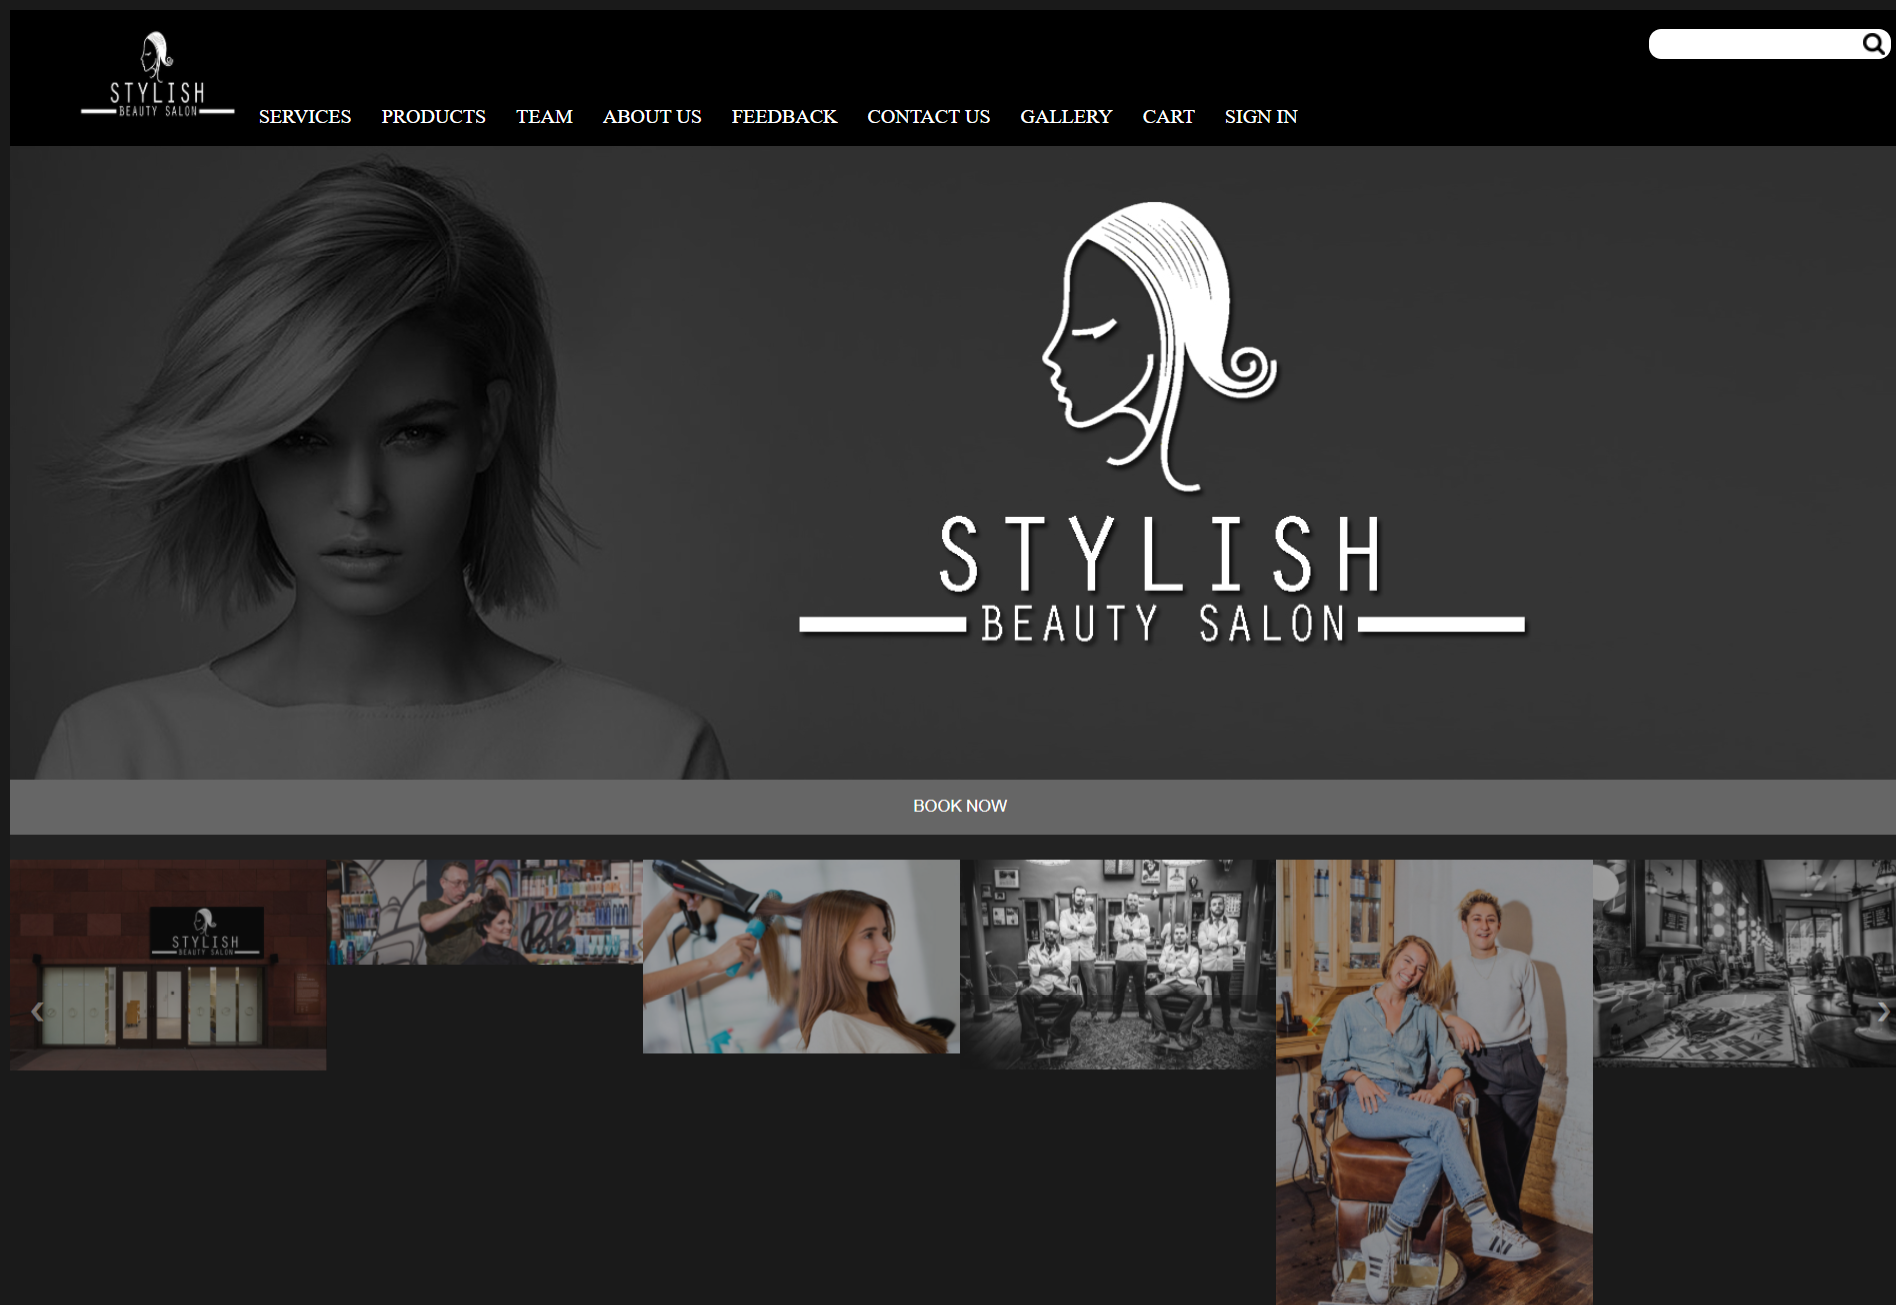 STYLISH
BEAUTY SALON
SERVICES PRODUCTS TEAM ABOUT US FEEDBACK CONTACT US GALLERY CART SIGN IN
STYLISH
BEAUTY SALON
BOOK NOW
STYLISH
BEAUTY SALON